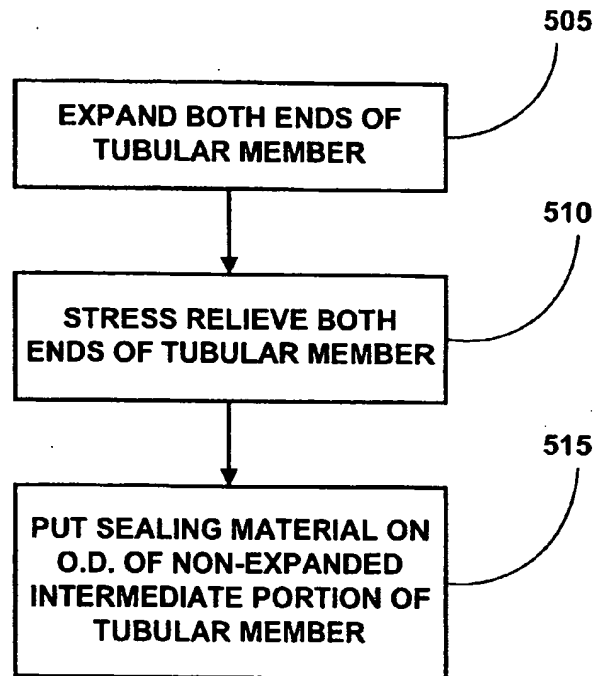 505
EXPAND BOTH ENDS OF
TUBULAR MEMBER
510
STRESS RELIEVE BOTH
ENDS OF TUBULAR MEMBER
515
PUT SEALING MATERIAL ON
O.D. OF NON-EXPANDED
INTERMEDIATE PORTION OF
TUBULAR MEMBER